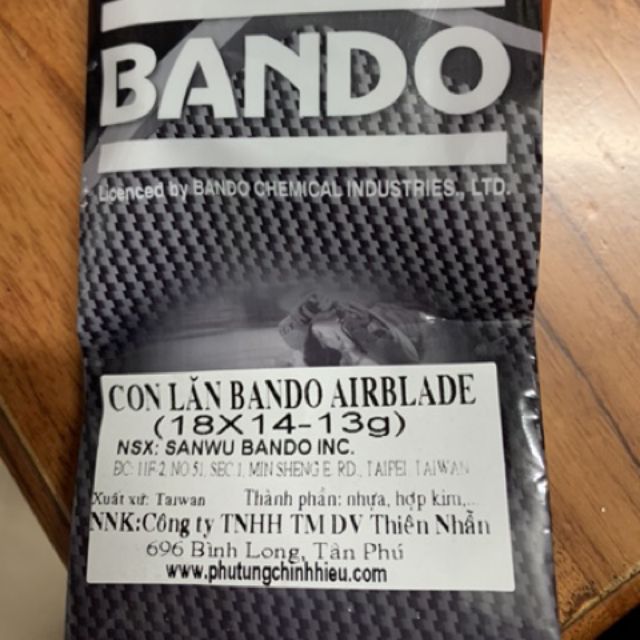 BANDO
Licenced by BANDO CHEMICAL INDUSTRIES., LTD.
CON LĂN BANDO AIRBLADE
(18X14-13g)
NSX: SANWU BANDO INC.
ĐC: 11F-2, NO 51, SEC 1, MIN SHENG E. RD., TAIPEI, TAIWAN
Xuất xứ: Taiwan Thành phần: nhựa, hợp kim,...
NNK:Công ty TNHH TM DV Thiên Nhẫn
696 Bình Long, Tân Phú
www.phutungchinhhieu.com